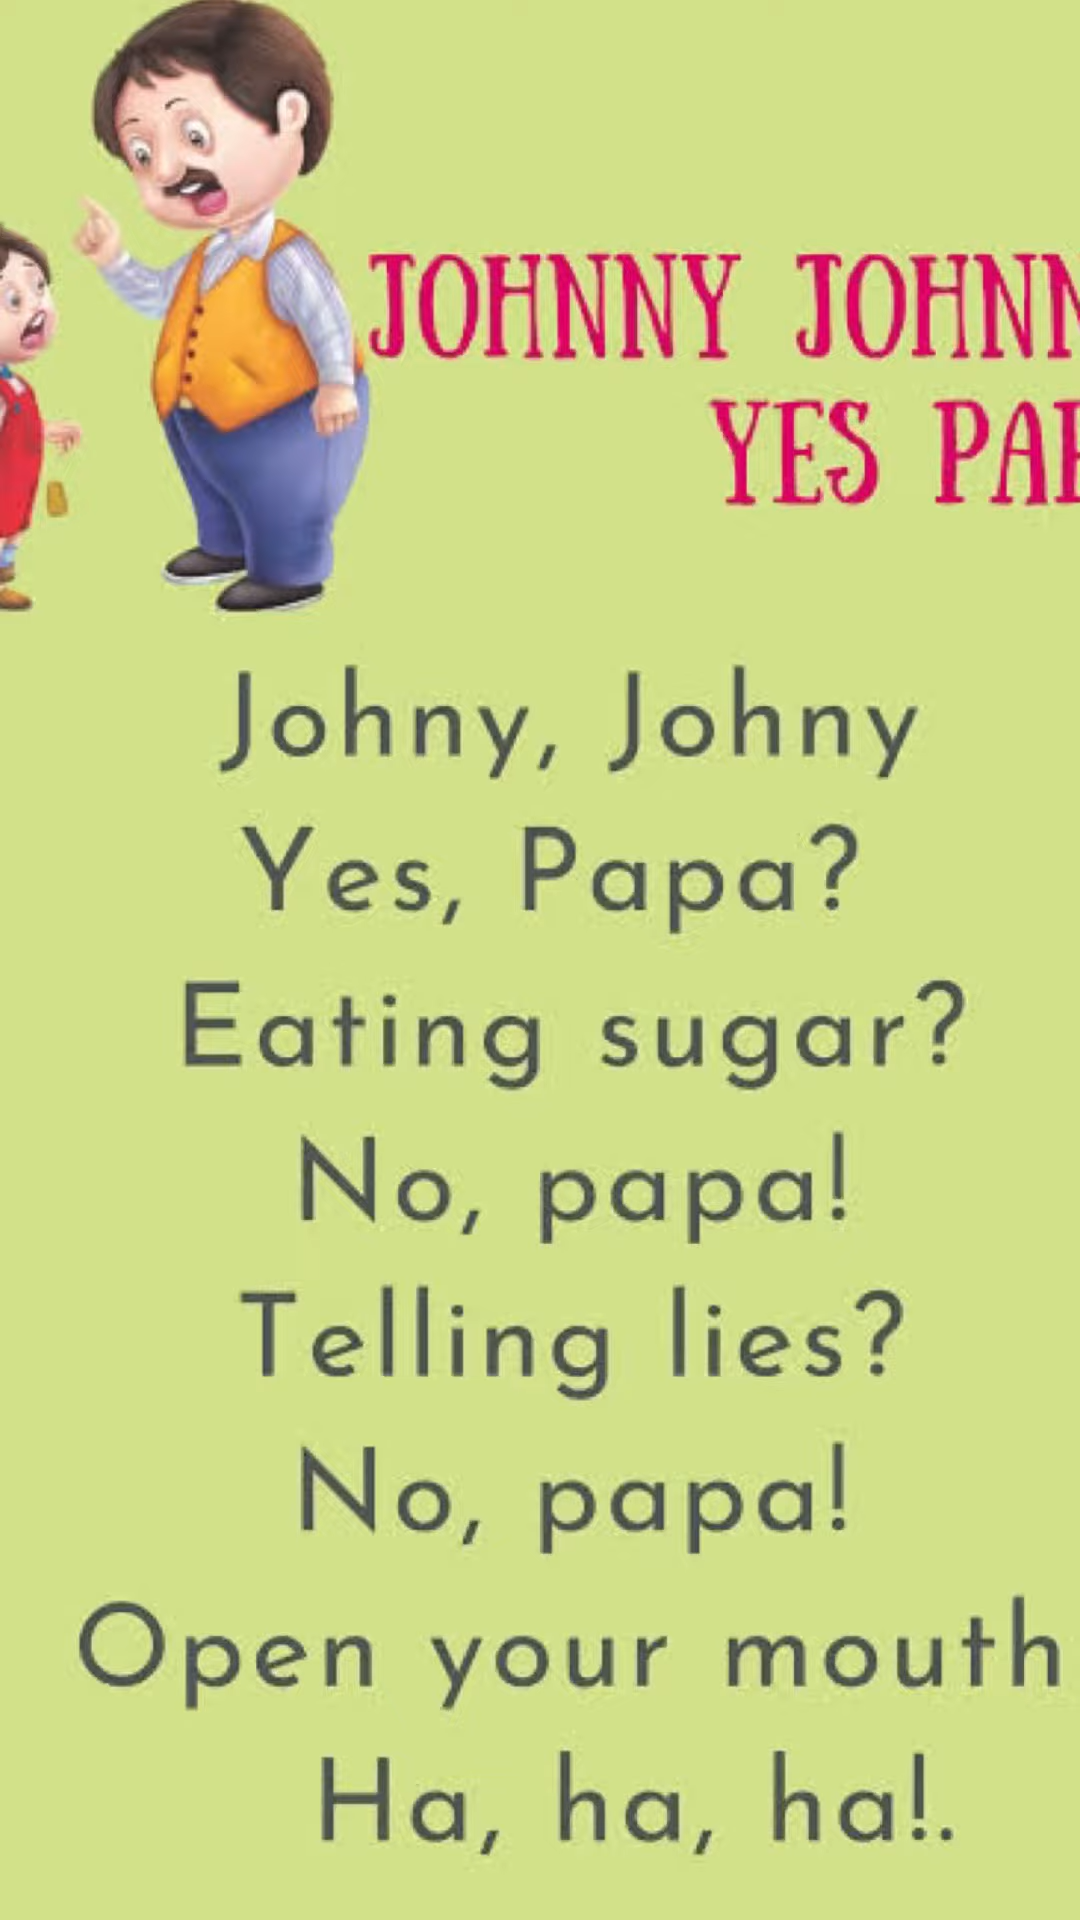 JOHNNY JOHNN
YES PAP
Johny, Johny
Yes, Papa?
Eating sugar?
No, papa!
Telling lies?
No, papa!
Open your mouth
Ha, ha, ha!.